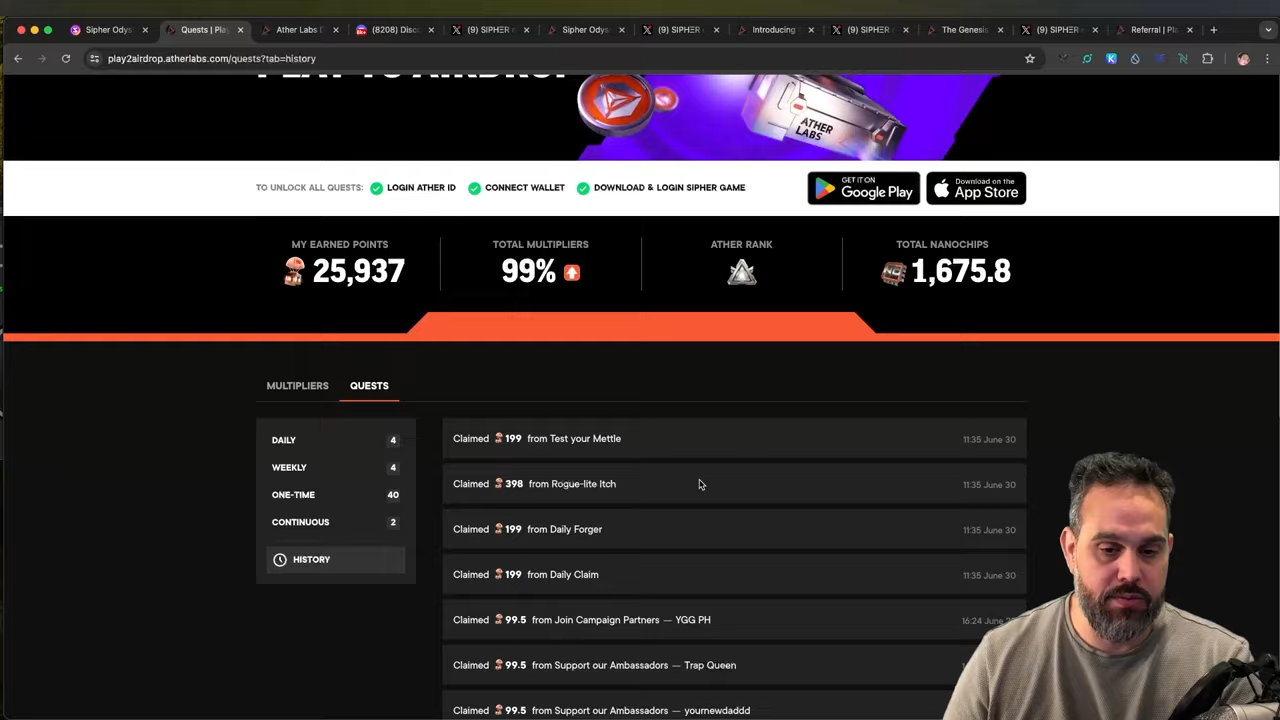 Sipher Odys
Quests | Pla
Ather Labs D
(8208) Disc
(9) SIPHER
Sipher Odys
(9) SIPHER
Introducing
(9) SIPHER
The Genesis
(9) SIPHER
Referral | Pl
play2airdrop.atherlabs.com/quests?tab=history
PLAY TO AIRDROP
ATHER LABS
TO UNLOCK ALL QUESTS: LOGIN ATHER ID CONNECT WALLET DOWNLOAD & LOGIN SIPHER GAME
GET IT ON Google Play
Download on the App Store
MY EARNED POINTS
25,937
TOTAL MULTIPLIERS
99%
ATHER RANK
TOTAL NANOCHIPS
NC 1,675.8
MULTIPLIERS QUESTS
DAILY 4
WEEKLY 4
ONE-TIME 40
CONTINUOUS 2
HISTORY
Claimed 199 from Test your Mettle 11:35 June 30
Claimed 398 from Rogue-lite Itch 11:35 June 30
Claimed 199 from Daily Forger 11:35 June 30
Claimed 199 from Daily Claim 11:35 June 30
Claimed 99.5 from Join Campaign Partners — YGG PH 16:24 June
Claimed 99.5 from Support our Ambassadors — Trap Queen
Claimed 99.5 from Support our Ambassadors — yournewdaddd